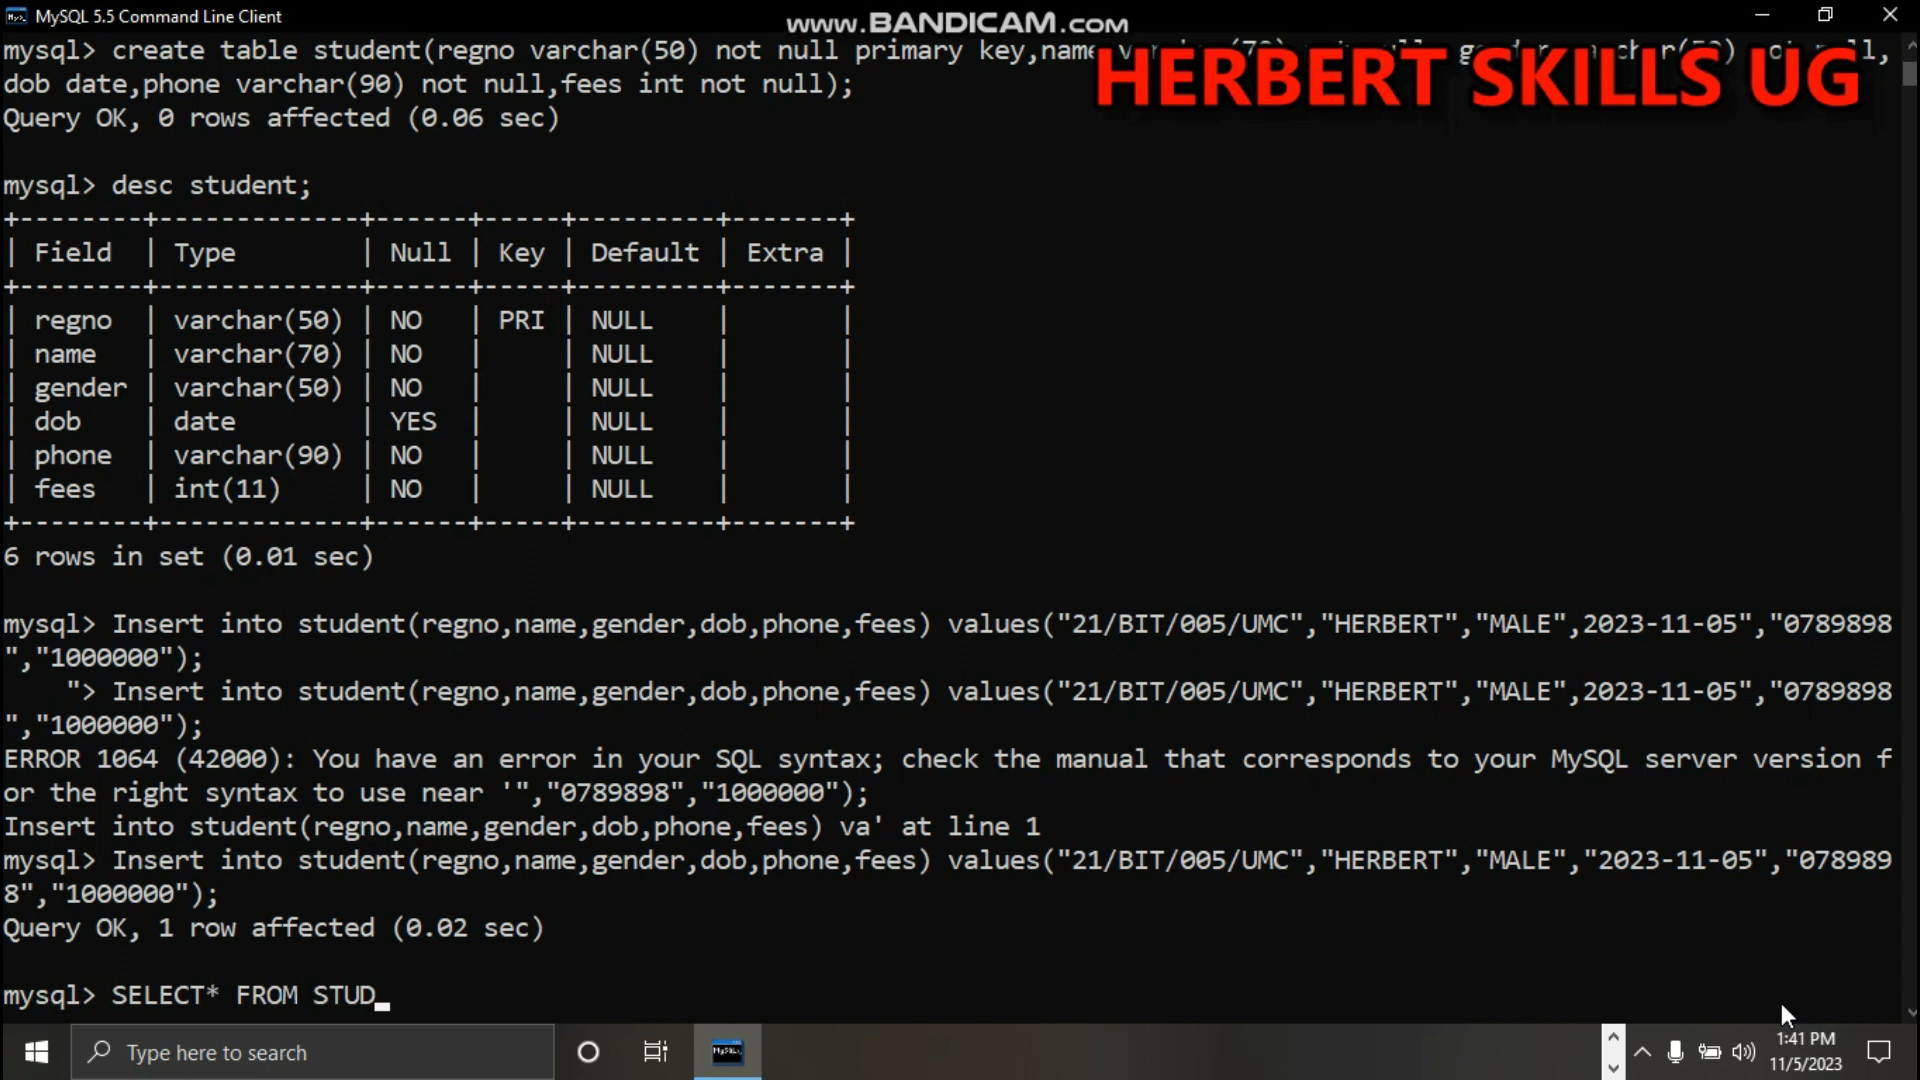 MySQL 5.5 Command Line Client
www.BANDICAM.com
mysql> create table student(regno varchar(50) not null primary key,name
HERBERT SKILLS UG
dob date,phone varchar(90) not null,fees int not null);
Query OK, 0 rows affected (0.06 sec)
mysql> desc student;
+--------+-------------+------+-----+---------+-------+
| Field  | Type        | Null | Key | Default | Extra |
+--------+-------------+------+-----+---------+-------+
| regno  | varchar(50) | NO   | PRI | NULL    |       |
| name   | varchar(70) | NO   |     | NULL    |       |
| gender | varchar(50) | NO   |     | NULL    |       |
| dob    | date        | YES  |     | NULL    |       |
| phone  | varchar(90) | NO   |     | NULL    |       |
| fees   | int(11)     | NO   |     | NULL    |       |
+--------+-------------+------+-----+---------+-------+
6 rows in set (0.01 sec)
mysql> Insert into student(regno,name,gender,dob,phone,fees) values("21/BIT/005/UMC","HERBERT","MALE",2023-11-05","0789898
","1000000");
    "> Insert into student(regno,name,gender,dob,phone,fees) values("21/BIT/005/UMC","HERBERT","MALE",2023-11-05","0789898
","1000000");
ERROR 1064 (42000): You have an error in your SQL syntax; check the manual that corresponds to your MySQL server version f
or the right syntax to use near '","0789898","1000000");
Insert into student(regno,name,gender,dob,phone,fees) va' at line 1
mysql> Insert into student(regno,name,gender,dob,phone,fees) values("21/BIT/005/UMC","HERBERT","MALE","2023-11-05","078989
8","1000000");
Query OK, 1 row affected (0.02 sec)
mysql> SELECT* FROM STUD_
Type here to search
1:41 PM
11/5/2023